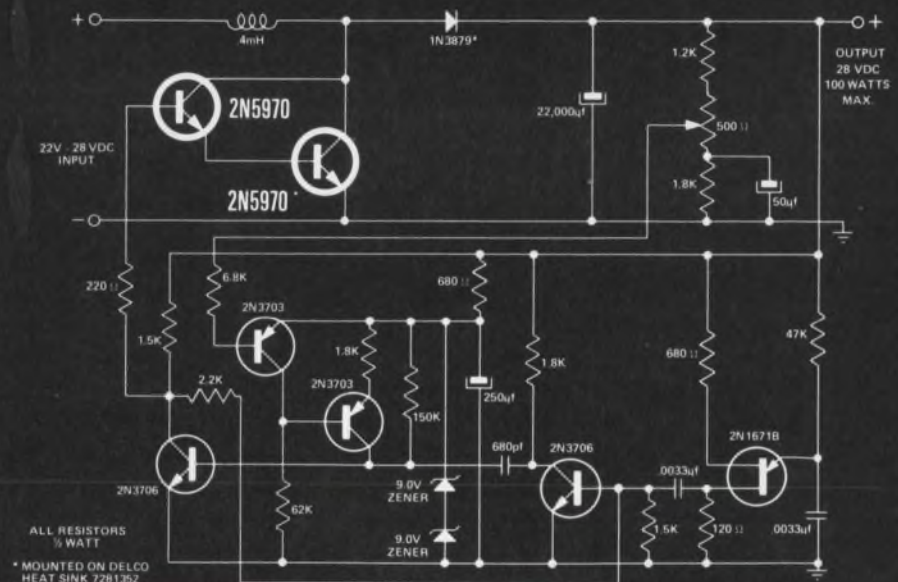 +
4mH
1N3879*
+
OUTPUT
28 VDC
100 WATTS
MAX.
1.2K
2N5970
22,000µf
500 Ω
22V - 28 VDC
INPUT
2N5970*
1.8K
50µf
−
220 Ω
6.8K
680 Ω
2N3703
1.5K
1.8K
1.8K
680 Ω
47K
2.2K
2N3703
150K
250µf
680pf
2N3706
2N1671B
2N3706
62K
9.0V
ZENER
.0033µf
1.5K
120 Ω
.0033µf
9.0V
ZENER
ALL RESISTORS
½ WATT
* MOUNTED ON DELCO
HEAT SINK 7281352